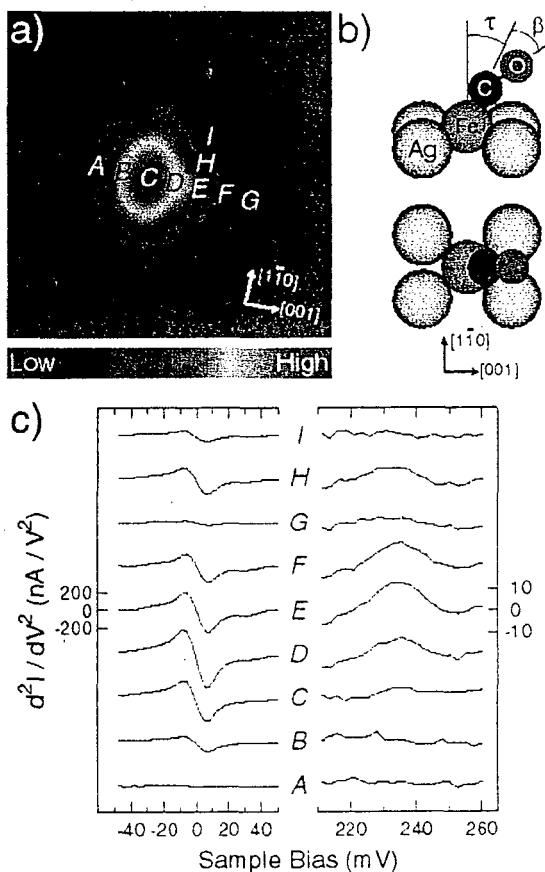 a)
I
A B C D E H F G
[11̄0]
[001]
Low High
b)
τ β
C O
Fe
Ag
[11̄0]
[001]
c)
I
H
G
F
E
D
C
B
A
d²I / dV² (nA / V²)
200
0
-200
10
0
-10
-40 -20 0 20 40
220 240 260
Sample Bias (mV)